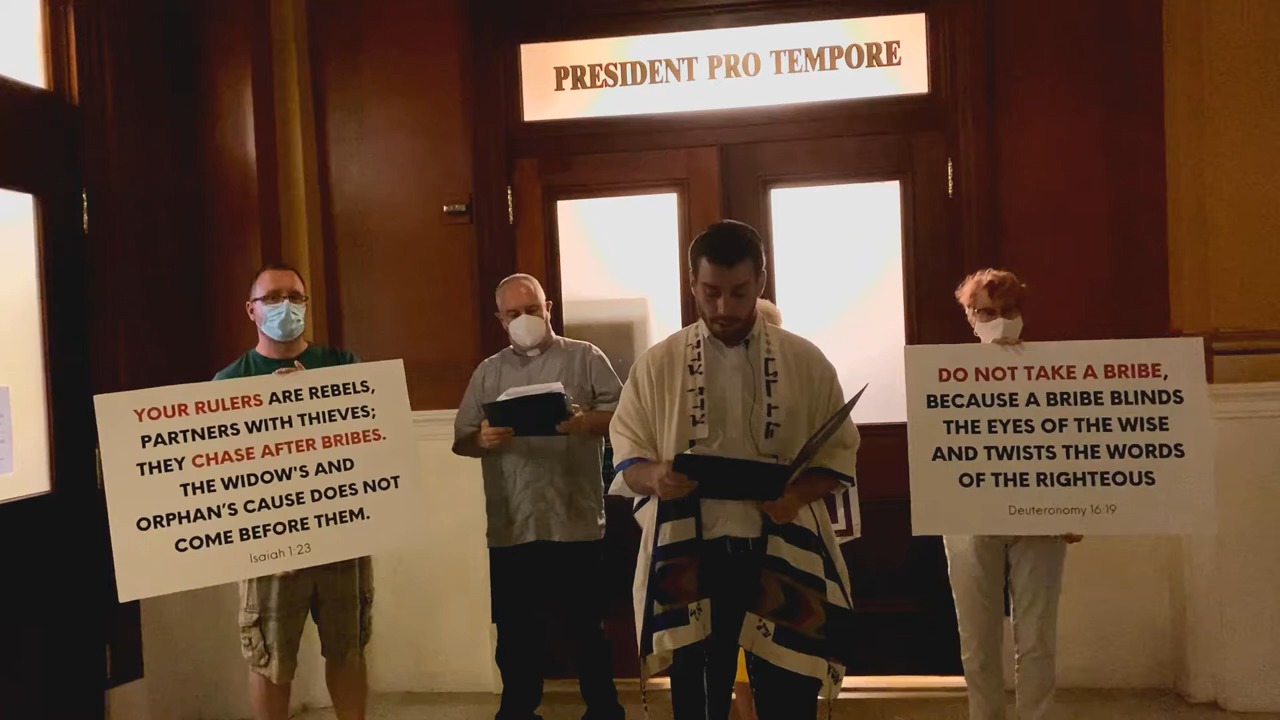 PRESIDENT PRO TEMPORE
YOUR RULERS ARE REBELS,
PARTNERS WITH THIEVES;
THEY CHASE AFTER BRIBES.
THE WIDOW'S AND
ORPHAN'S CAUSE DOES NOT
COME BEFORE THEM.
Isaiah 1:23
DO NOT TAKE A BRIBE,
BECAUSE A BRIBE BLINDS
THE EYES OF THE WISE
AND TWISTS THE WORDS
OF THE RIGHTEOUS
Deuteronomy 16:19